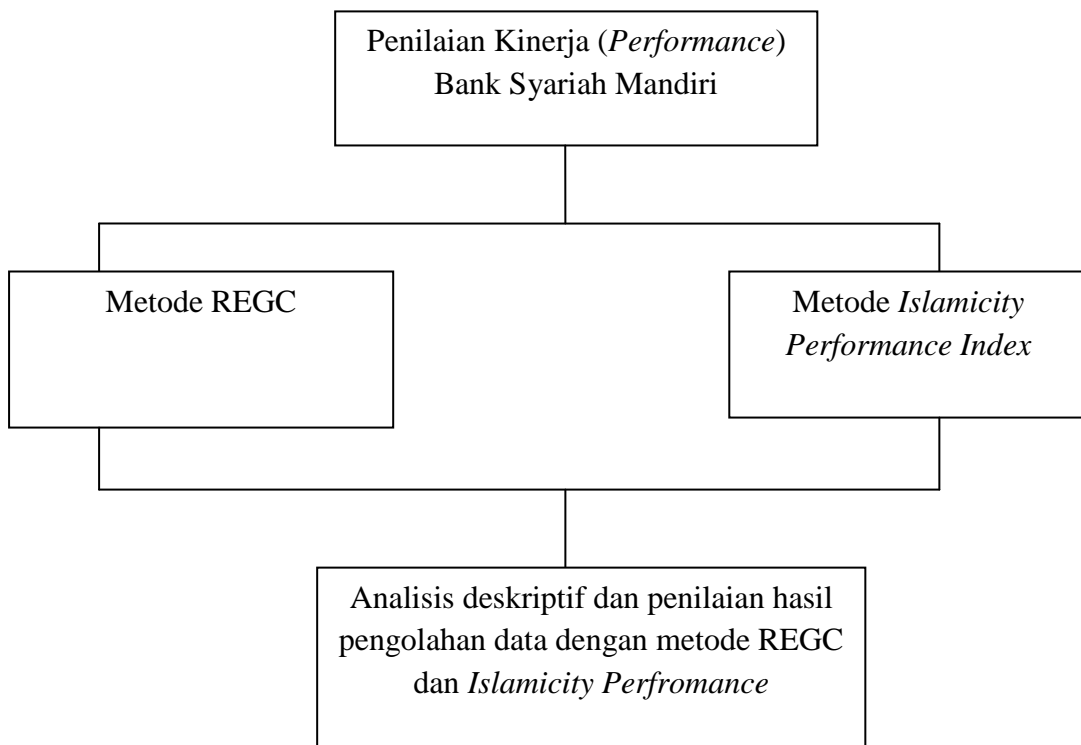 Penilaian Kinerja (Performance)
Bank Syariah Mandiri
Metode REGC
Metode Islamicity
Performance Index
Analisis deskriptif dan penilaian hasil
pengolahan data dengan metode REGC
dan Islamicity Perfromance